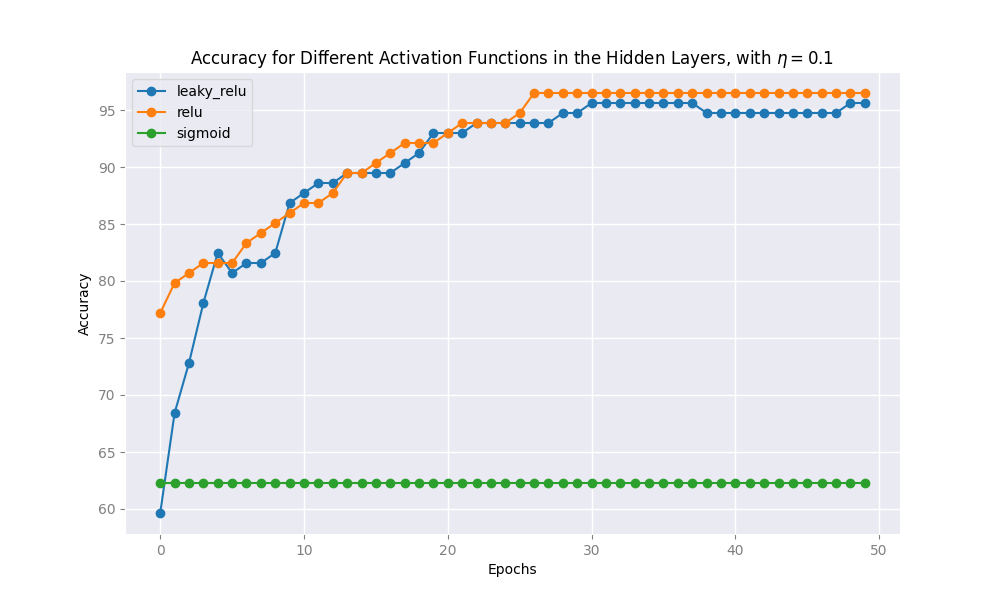 Accuracy for Different Activation Functions in the Hidden Layers, with η = 0.1
leaky_relu
relu
sigmoid
95
90
85
80
75
70
65
60
Accuracy
0 10 20 30 40 50
Epochs